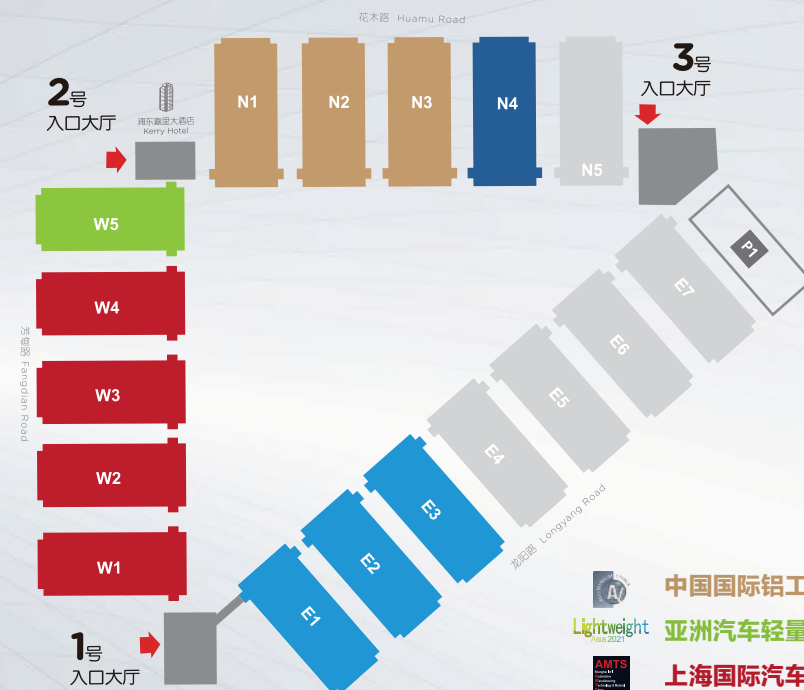 花木路 Huamu Road
3号
入口大厅
2号
入口大厅
浦东嘉里大酒店
Kerry Hotel
N1
N2
N3
N4
N5
W5
W4
W3
W2
W1
芳甸路 Fangdian Road
P1
E7
E6
E5
E4
E3
E2
E1
龙阳路 Longyang Road
1号
入口大厅
中国国际铝工
Lightweight
Asia 2021
亚洲汽车轻量
AMTS
上海国际汽车